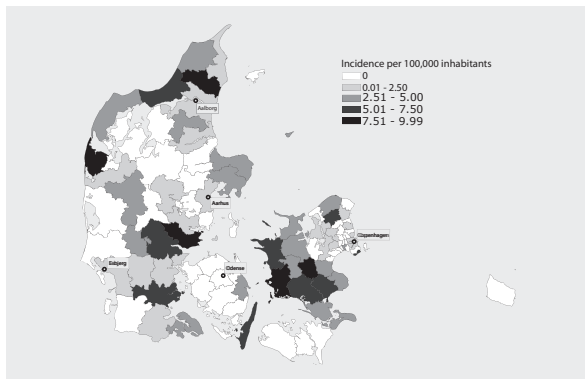 Incidence per 100,000 inhabitants
0
0.01 - 2.50
2.51 - 5.00
5.01 - 7.50
7.51 - 9.99
Aalborg
Aarhus
Copenhagen
Esbjerg
Odense